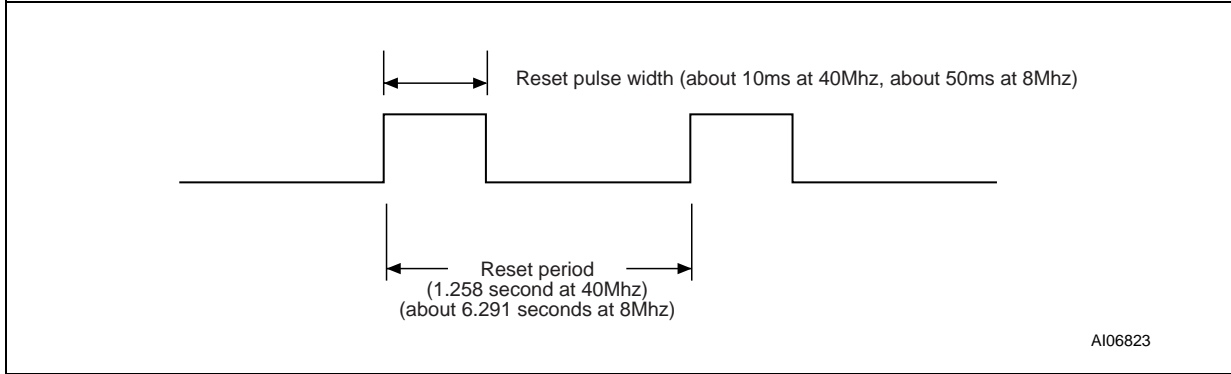 Reset pulse width (about 10ms at 40Mhz, about 50ms at 8Mhz)
Reset period
(1.258 second at 40Mhz)
(about 6.291 seconds at 8Mhz)
AI06823